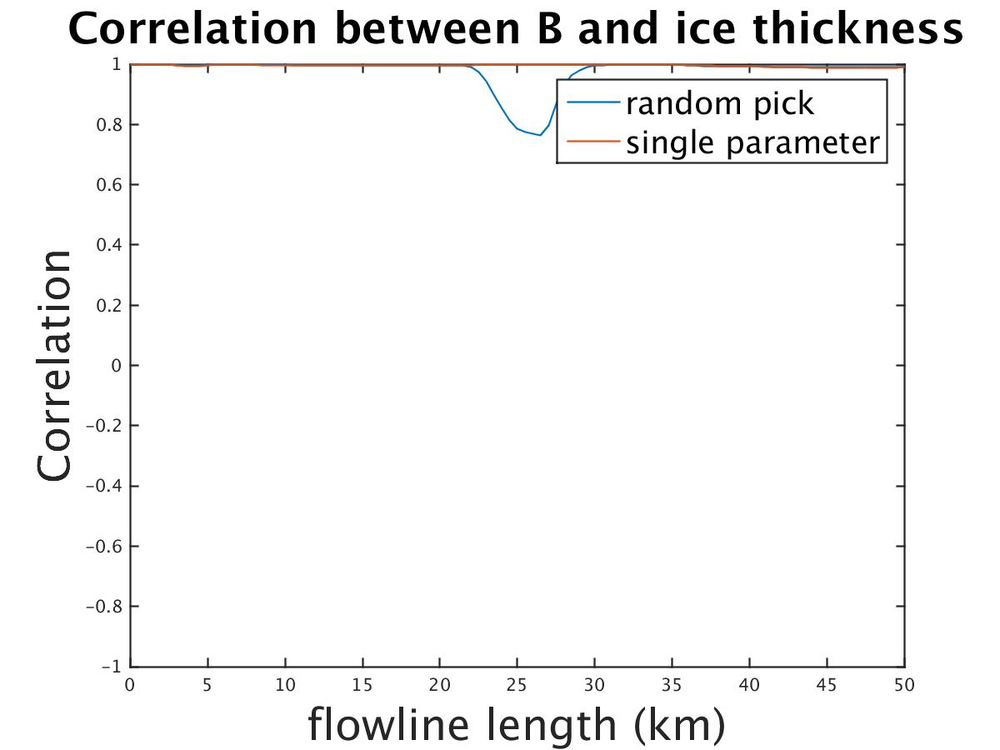 Correlation between B and ice thickness
random pick
single parameter
Correlation
1
0.8
0.6
0.4
0.2
0
−0.2
−0.4
−0.6
−0.8
−1
0 5 10 15 20 25 30 35 40 45 50
flowline length (km)